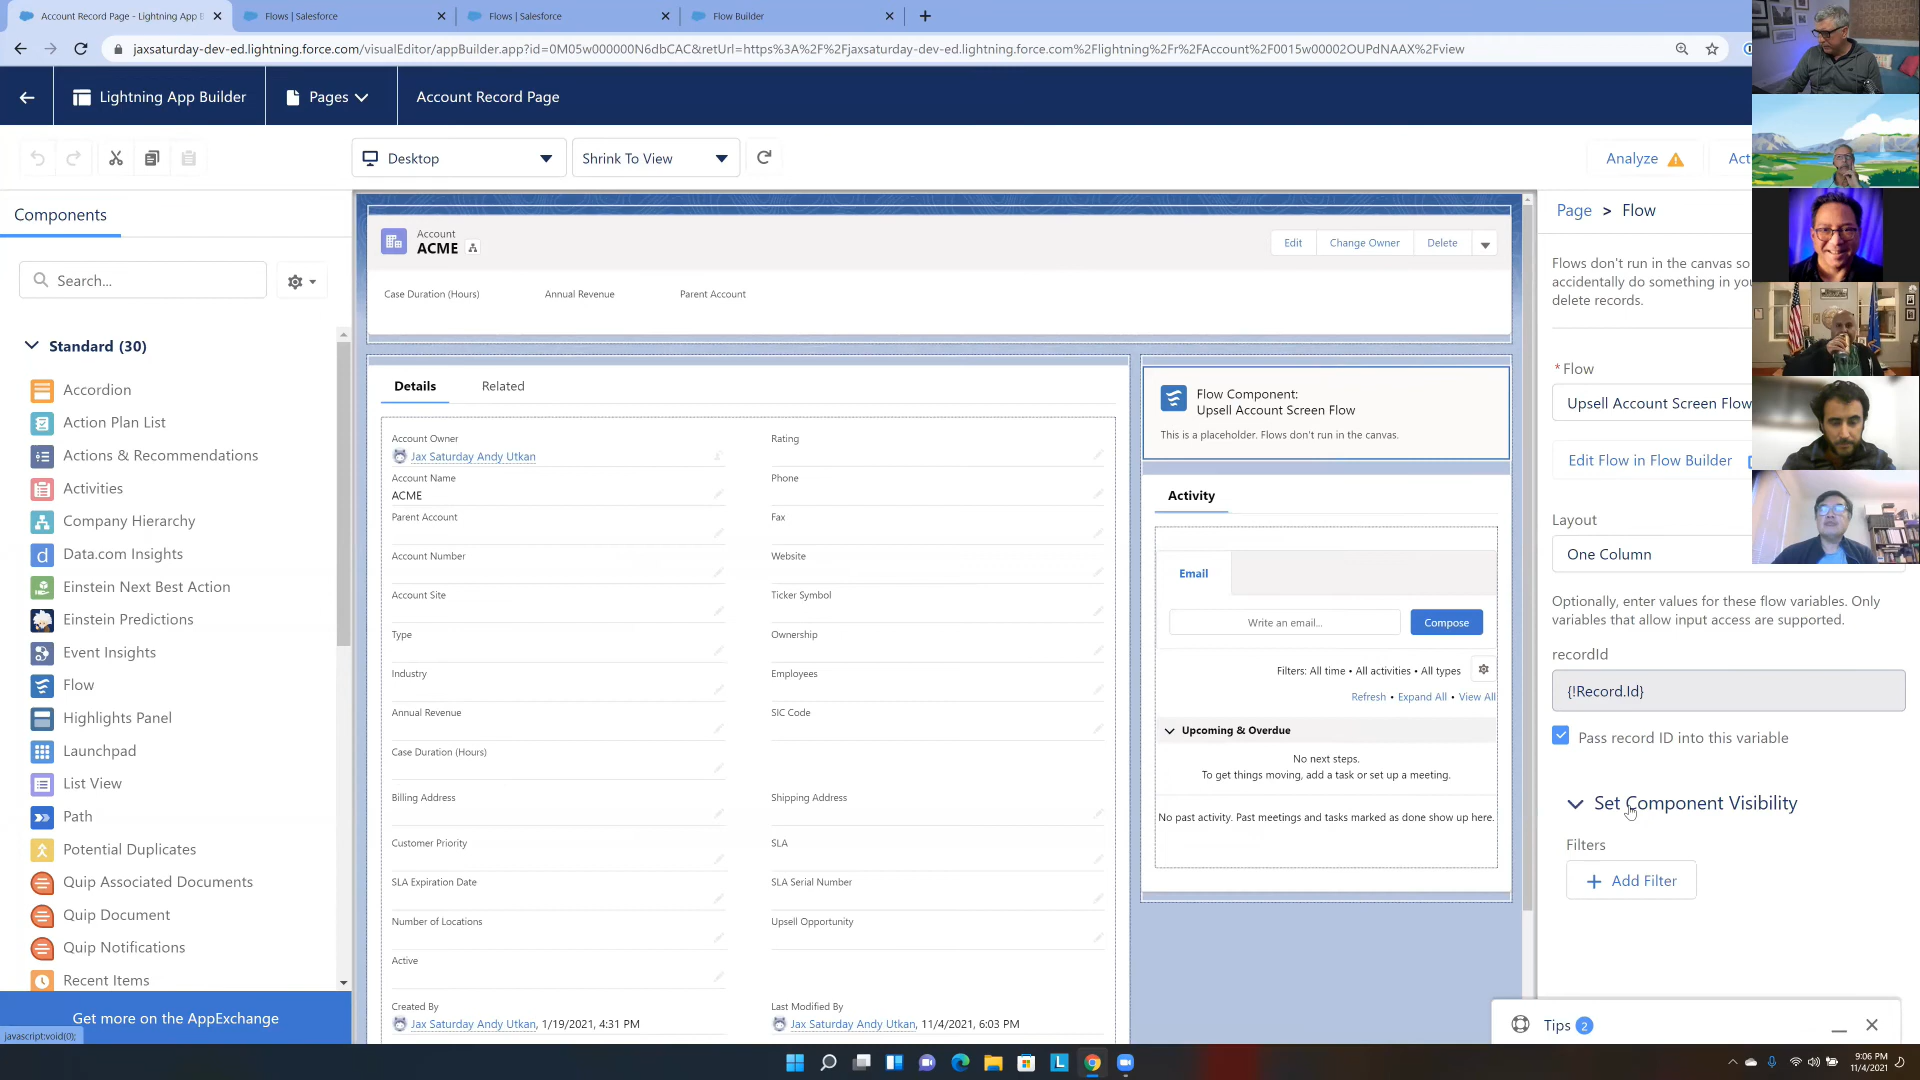 Account Record Page - Lightning App E
Flows | Salesforce
Flows | Salesforce
Flow Builder
jaxsaturday-dev-ed.lightning.force.com/visualEditor/appBuilder.app?id=0M05w000000N6dbCAC&retUrl=https%3A%2F%2Fjaxsaturday-dev-ed.lightning.force.com%2Flightning%2Fr%2FAccount%2F0015w00002OUPdNAAX%2Fview
Lightning App Builder
Pages
Account Record Page
Desktop
Shrink To View
Analyze
Act
Components
Search...
Standard (30)
Accordion
Action Plan List
Actions & Recommendations
Activities
Company Hierarchy
Data.com Insights
Einstein Next Best Action
Einstein Predictions
Event Insights
Flow
Highlights Panel
Launchpad
List View
Path
Potential Duplicates
Quip Associated Documents
Quip Document
Quip Notifications
Recent Items
Get more on the AppExchange
javascript:void(0);
Account
ACME
Edit
Change Owner
Delete
Case Duration (Hours)
Annual Revenue
Parent Account
Details
Related
Account Owner
Jax Saturday Andy Utkan
Rating
Account Name
ACME
Phone
Parent Account
Fax
Account Number
Website
Account Site
Ticker Symbol
Type
Ownership
Industry
Employees
Annual Revenue
SIC Code
Case Duration (Hours)
Billing Address
Shipping Address
Customer Priority
SLA
SLA Expiration Date
SLA Serial Number
Number of Locations
Upsell Opportunity
Active
Created By
Jax Saturday Andy Utkan, 1/19/2021, 4:31 PM
Last Modified By
Jax Saturday Andy Utkan, 11/4/2021, 6:03 PM
Flow Component:
Upsell Account Screen Flow
This is a placeholder. Flows don't run in the canvas.
Activity
Email
Write an email...
Compose
Filters: All time • All activities • All types
Refresh • Expand All • View All
Upcoming & Overdue
No next steps.
To get things moving, add a task or set up a meeting.
No past activity. Past meetings and tasks marked as done show up here.
Page > Flow
Flows don't run in the canvas so
accidentally do something in you
delete records.
* Flow
Upsell Account Screen Flow
Edit Flow in Flow Builder
Layout
One Column
Optionally, enter values for these flow variables. Only
variables that allow input access are supported.
recordId
{!Record.Id}
Pass record ID into this variable
Set Component Visibility
Filters
Add Filter
Tips 2
9:06 PM
11/4/2021